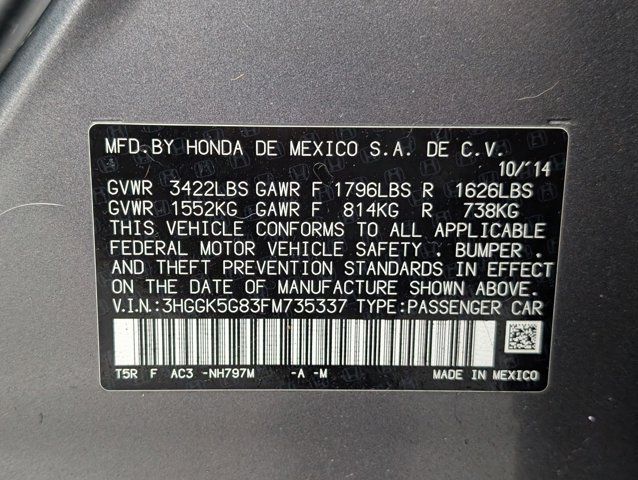 MFD.BY HONDA DE MEXICO S.A. DE C.V.
10/'14
GVWR 3422LBS GAWR F 1796LBS R 1626LBS
GVWR 1552KG GAWR F 814KG R 738KG
THIS VEHICLE CONFORMS TO ALL APPLICABLE
FEDERAL MOTOR VEHICLE SAFETY . BUMPER .
AND THEFT PREVENTION STANDARDS IN EFFECT
ON THE DATE OF MANUFACTURE SHOWN ABOVE.
V.I.N.:3HGGK5G83FM735337 TYPE:PASSENGER CAR
T5R F AC3 -NH797M -A -M MADE IN MEXICO